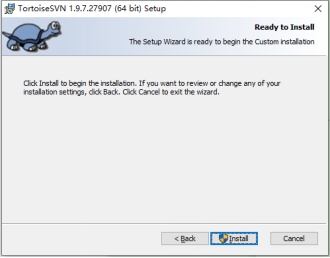 TortoiseSVN 1.9.7.27907 (64 bit) Setup
Ready to Install
The Setup Wizard is ready to begin the Custom installation
Click Install to begin the installation. If you want to review or change any of your
installation settings, click Back. Click Cancel to exit the wizard.
< Back Install Cancel